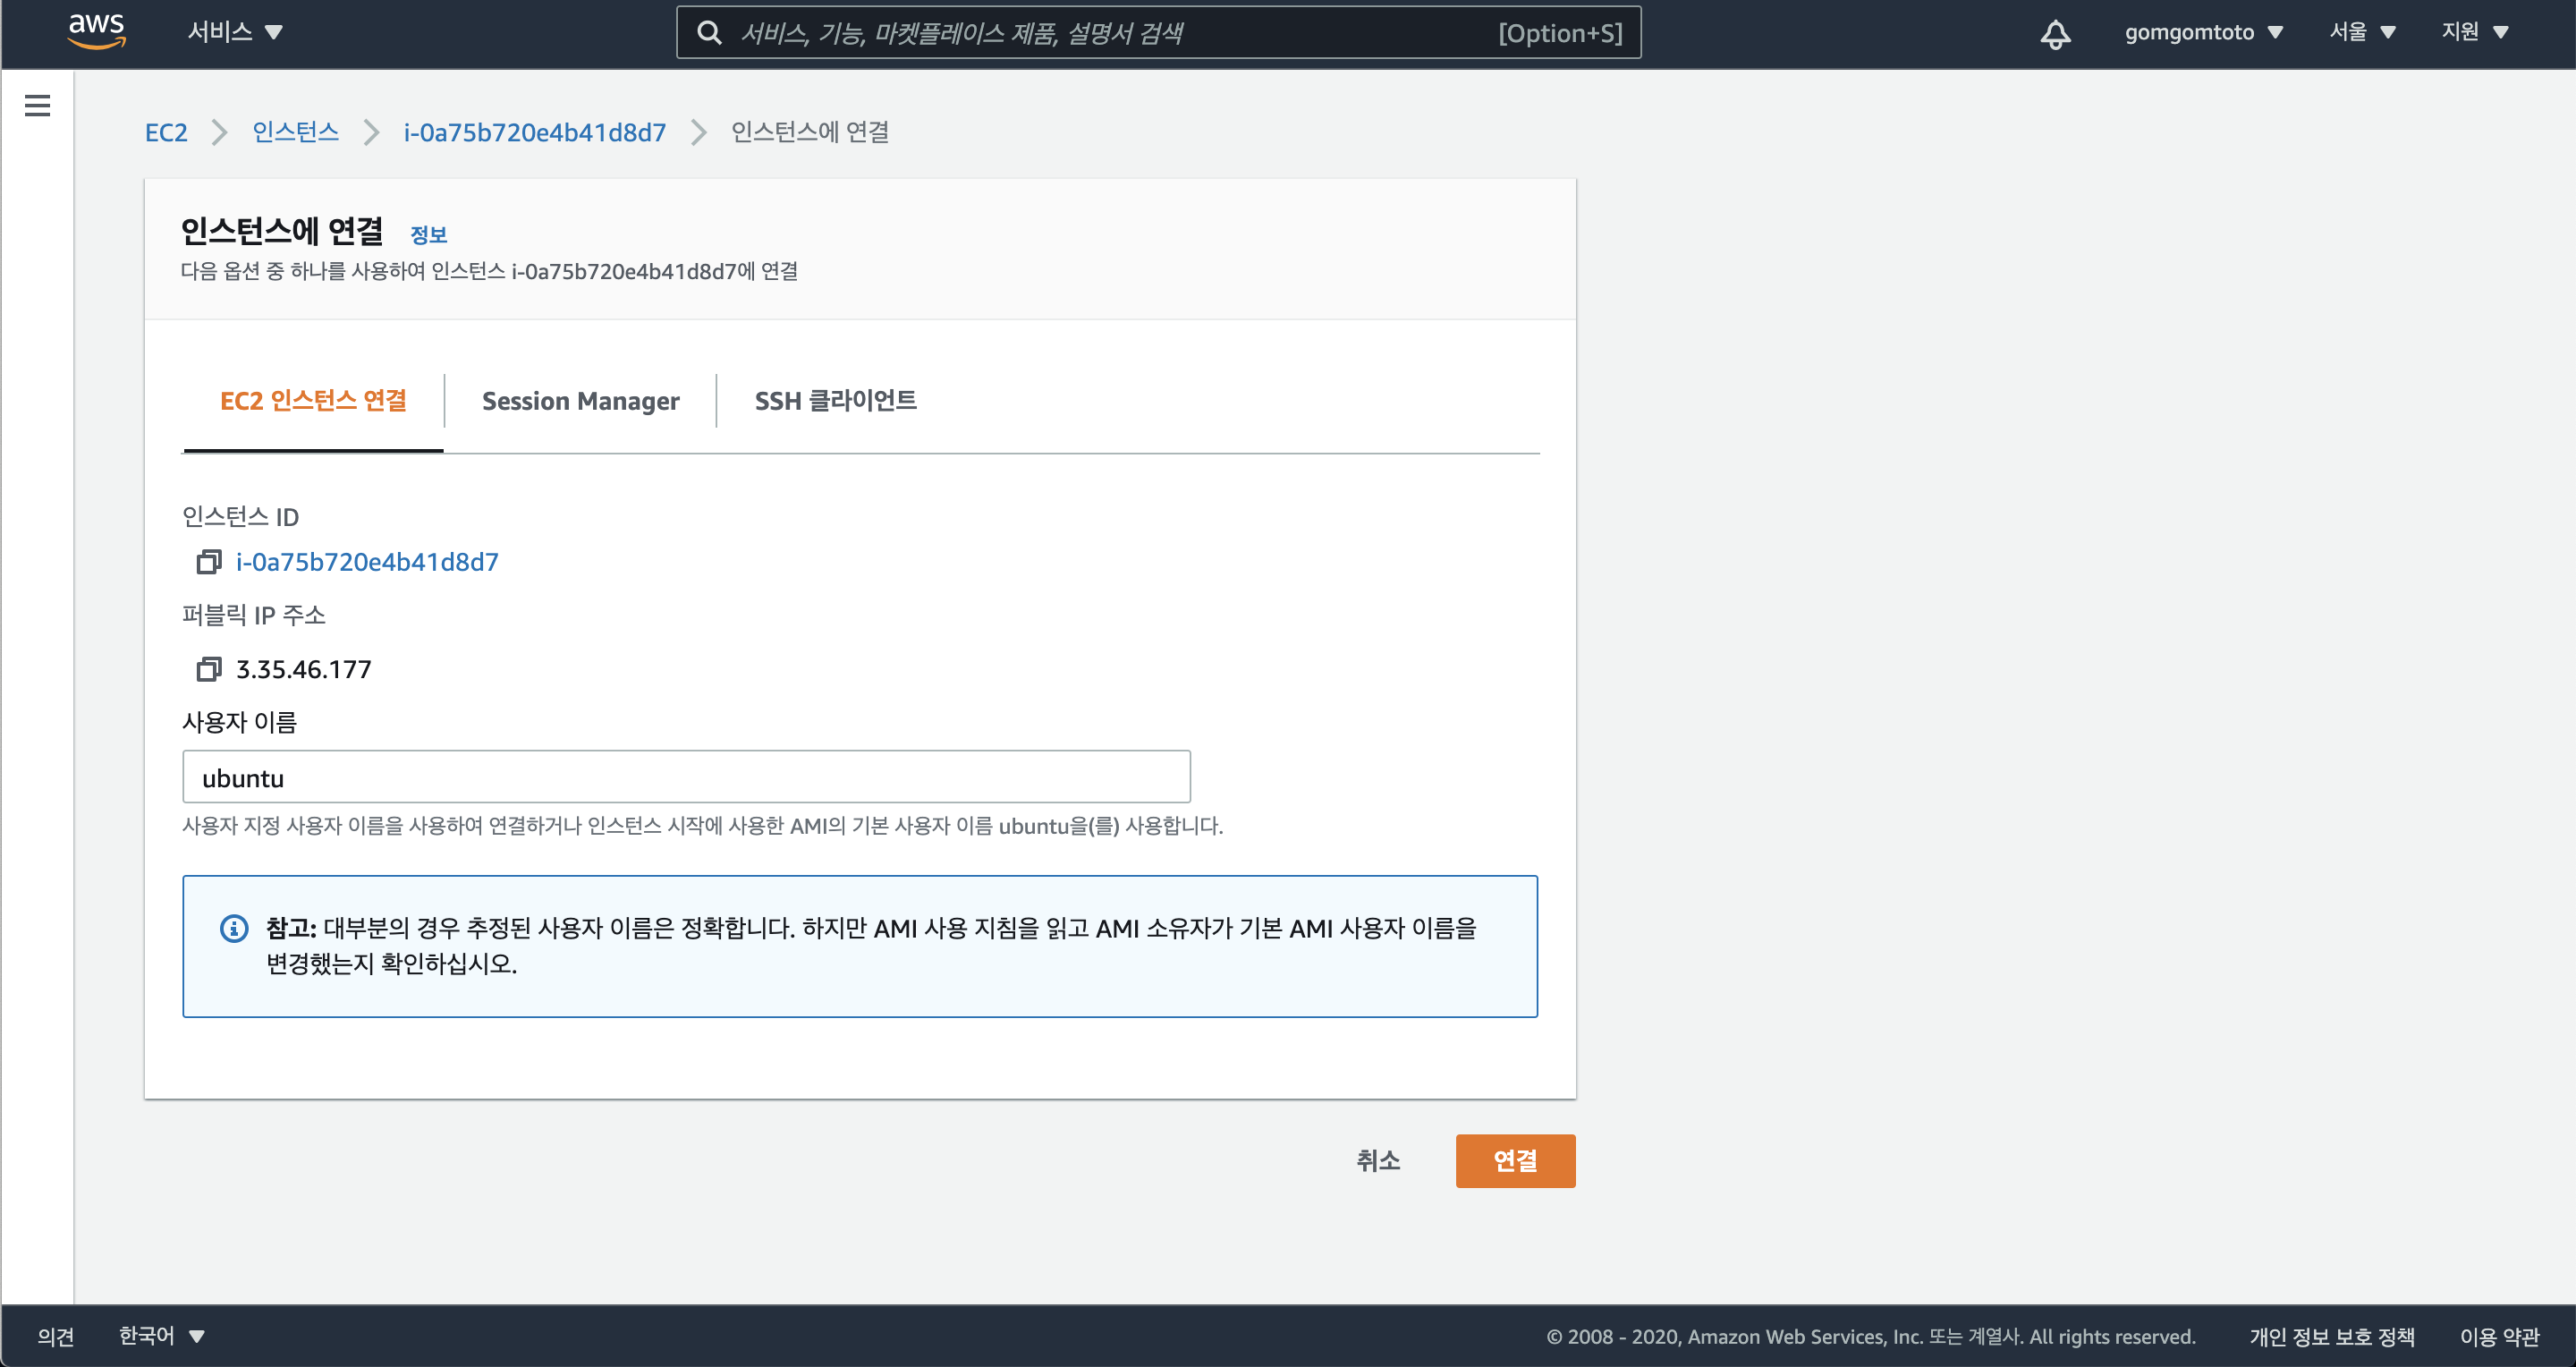 aws 서비스 서비스, 기능, 마켓플레이스 제품, 설명서 검색 [Option+S] gomgomtoto 서울 지원
EC2 인스턴스 i-0a75b720e4b41d8d7 인스턴스에 연결
인스턴스에 연결 정보
다음 옵션 중 하나를 사용하여 인스턴스 i-0a75b720e4b41d8d7에 연결
EC2 인스턴스 연결 Session Manager SSH 클라이언트
인스턴스 ID
i-0a75b720e4b41d8d7
퍼블릭 IP 주소
3.35.46.177
사용자 이름
ubuntu
사용자 지정 사용자 이름을 사용하여 연결하거나 인스턴스 시작에 사용한 AMI의 기본 사용자 이름 ubuntu을(를) 사용합니다.
참고: 대부분의 경우 추정된 사용자 이름은 정확합니다. 하지만 AMI 사용 지침을 읽고 AMI 소유자가 기본 AMI 사용자 이름을
변경했는지 확인하십시오.
취소 연결
의견 한국어 © 2008 - 2020, Amazon Web Services, Inc. 또는 계열사. All rights reserved. 개인 정보 보호 정책 이용 약관